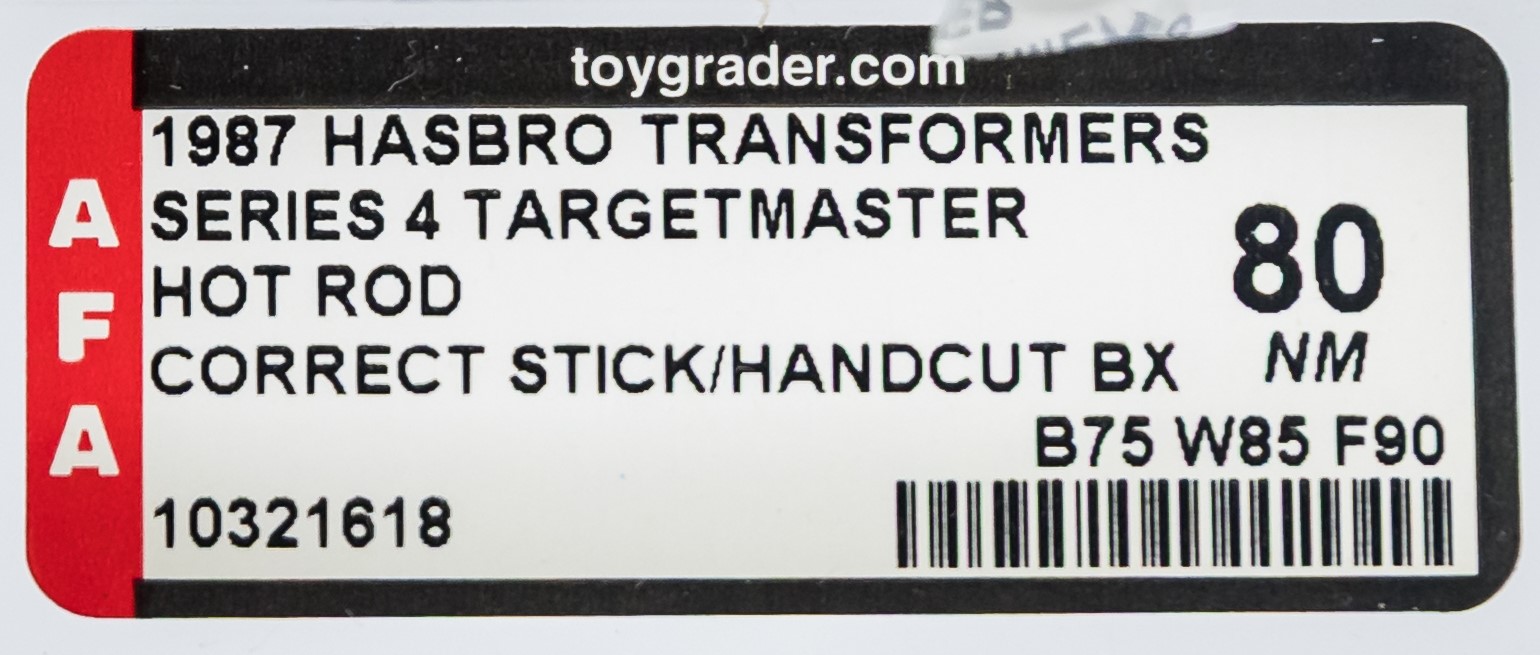 toygrader.com
AFA
1987 HASBRO TRANSFORMERS
SERIES 4 TARGETMASTER
HOT ROD
CORRECT STICK/HANDCUT BX
80
NM
B75 W85 F90
10321618